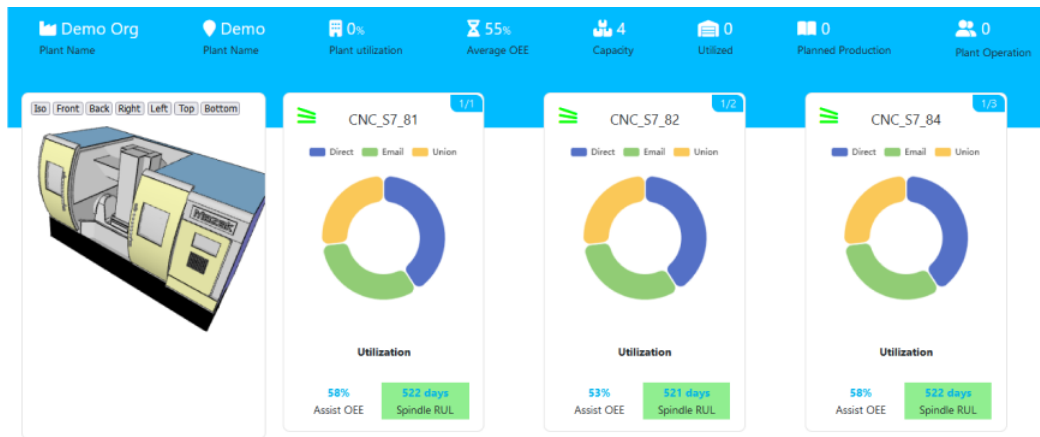 Demo Org
Plant Name
Demo
Plant Name
0%
Plant utilization
55%
Average OEE
4
Capacity
0
Utilized
0
Planned Production
0
Plant Operation
Iso Front Back Right Left Top Bottom
Mazak
1/1
CNC_S7_81
Direct Email Union
Utilization
58%
Assist OEE
522 days
Spindle RUL
1/2
CNC_S7_82
Direct Email Union
Utilization
53%
Assist OEE
521 days
Spindle RUL
1/3
CNC_S7_84
Direct Email Union
Utilization
58%
Assist OEE
522 days
Spindle RUL